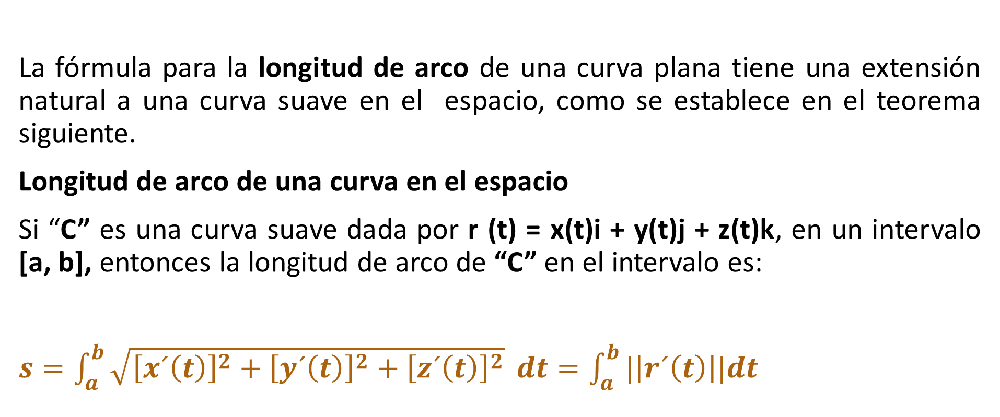 La fórmula para la longitud de arco de una curva plana tiene una extensión
natural a una curva suave en el espacio, como se establece en el teorema
siguiente.
Longitud de arco de una curva en el espacio
Si “C” es una curva suave dada por r (t) = x(t)i + y(t)j + z(t)k, en un intervalo
[a, b], entonces la longitud de arco de “C” en el intervalo es:
s = ∫_a^b √([x´(t)]² + [y´(t)]² + [z´(t)]²) dt = ∫_a^b ||r´(t)||dt